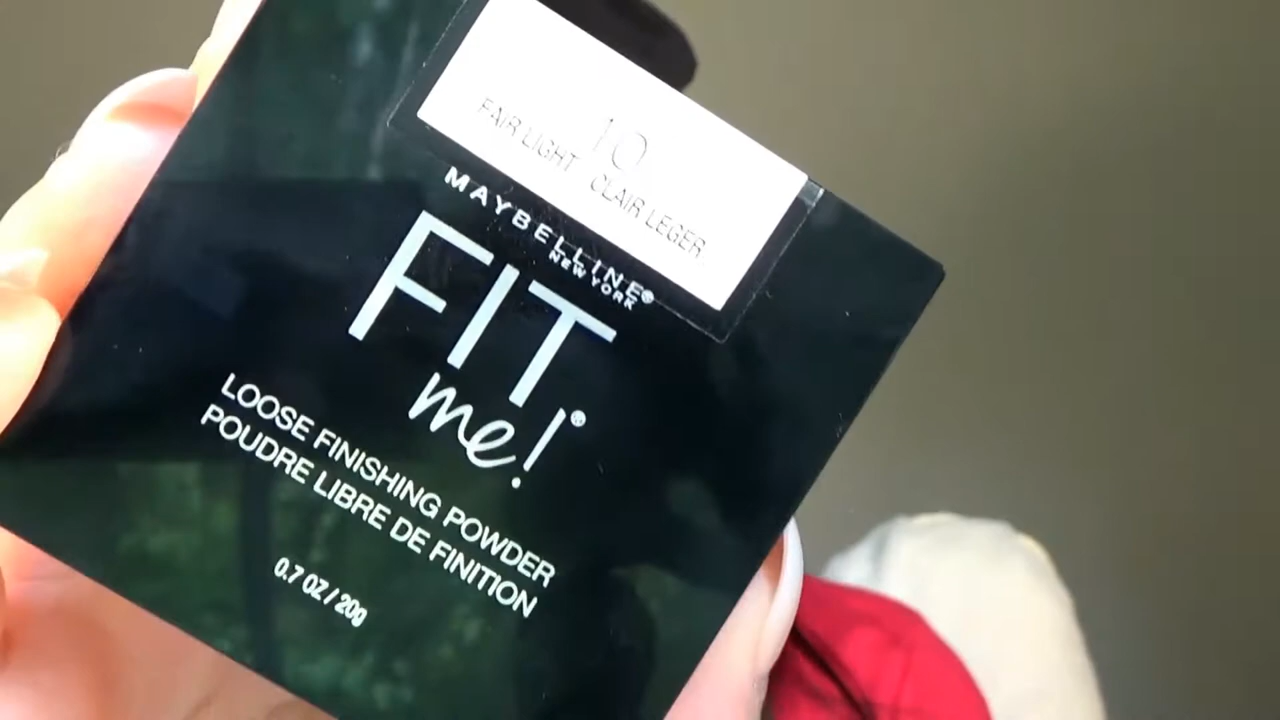 10
FAIR LIGHT CLAIR LEGER
MAYBELLINE®
NEW YORK
FIT
me!®
LOOSE FINISHING POWDER
POUDRE LIBRE DE FINITION
0.7 OZ / 20g